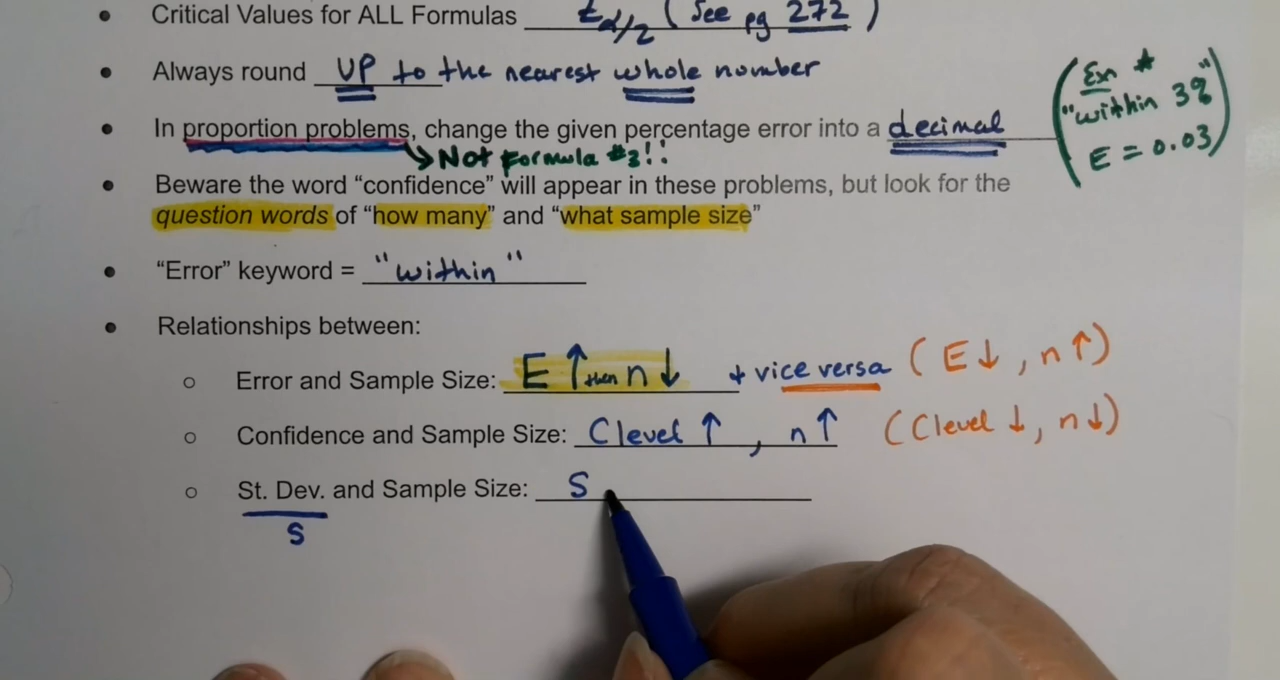 • Critical Values for ALL Formulas zα/2 (See pg 272)
• Always round UP to the nearest whole number
(Ex # "within 3%" E = 0.03)
• In proportion problems, change the given percentage error into a decimal
→ Not Formula #3!!
• Beware the word “confidence” will appear in these problems, but look for the
question words of “how many” and “what sample size”
• “Error” keyword = "within"
• Relationships between:
○ Error and Sample Size: E ↑ then n ↓ + vice versa (E↓, n↑)
○ Confidence and Sample Size: Clevel ↑, n↑ (Clevel ↓, n↓)
○ St. Dev. and Sample Size: S
S